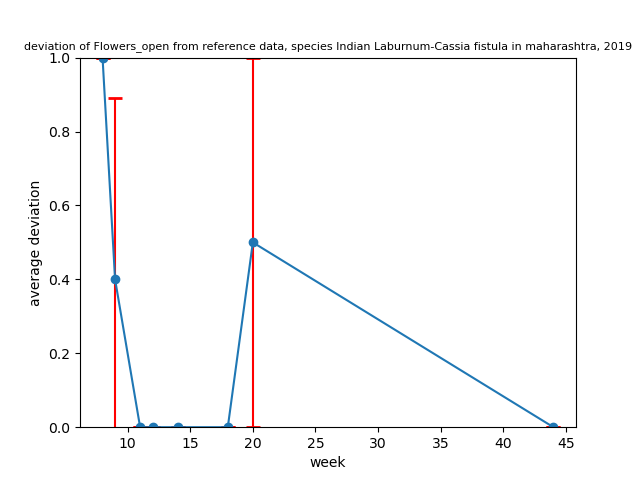 deviation of Flowers_open from reference data, species Indian Laburnum-Cassia fistula in maharashtra, 2019
1.0
0.8
0.6
0.4
0.2
0.0
average deviation
10 15 20 25 30 35 40 45
week